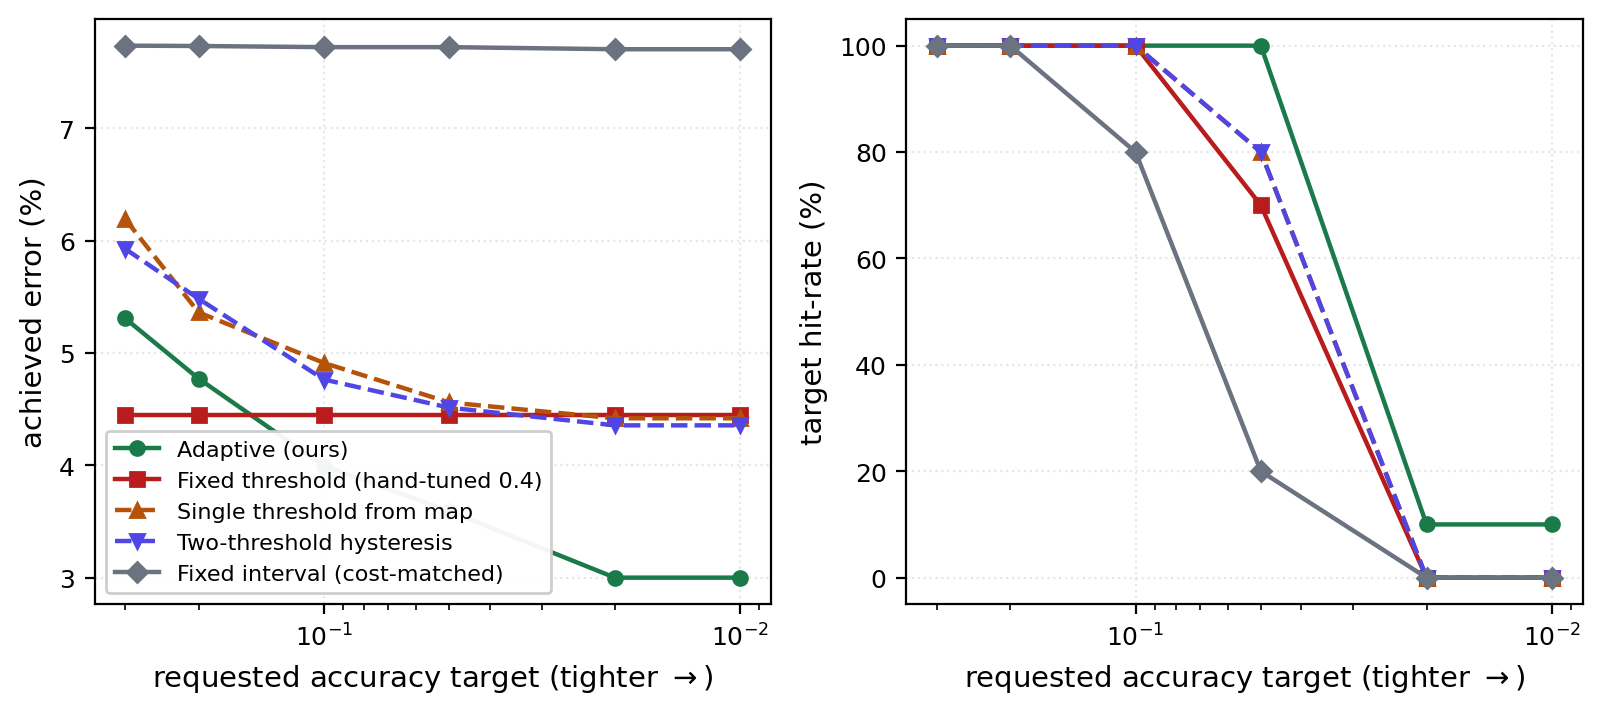 achieved error (%)
7
6
5
4
3
Adaptive (ours)
Fixed threshold (hand-tuned 0.4)
Single threshold from map
Two-threshold hysteresis
Fixed interval (cost-matched)
10⁻¹
10⁻²
requested accuracy target (tighter →)
target hit-rate (%)
100
80
60
40
20
0
10⁻¹
10⁻²
requested accuracy target (tighter →)